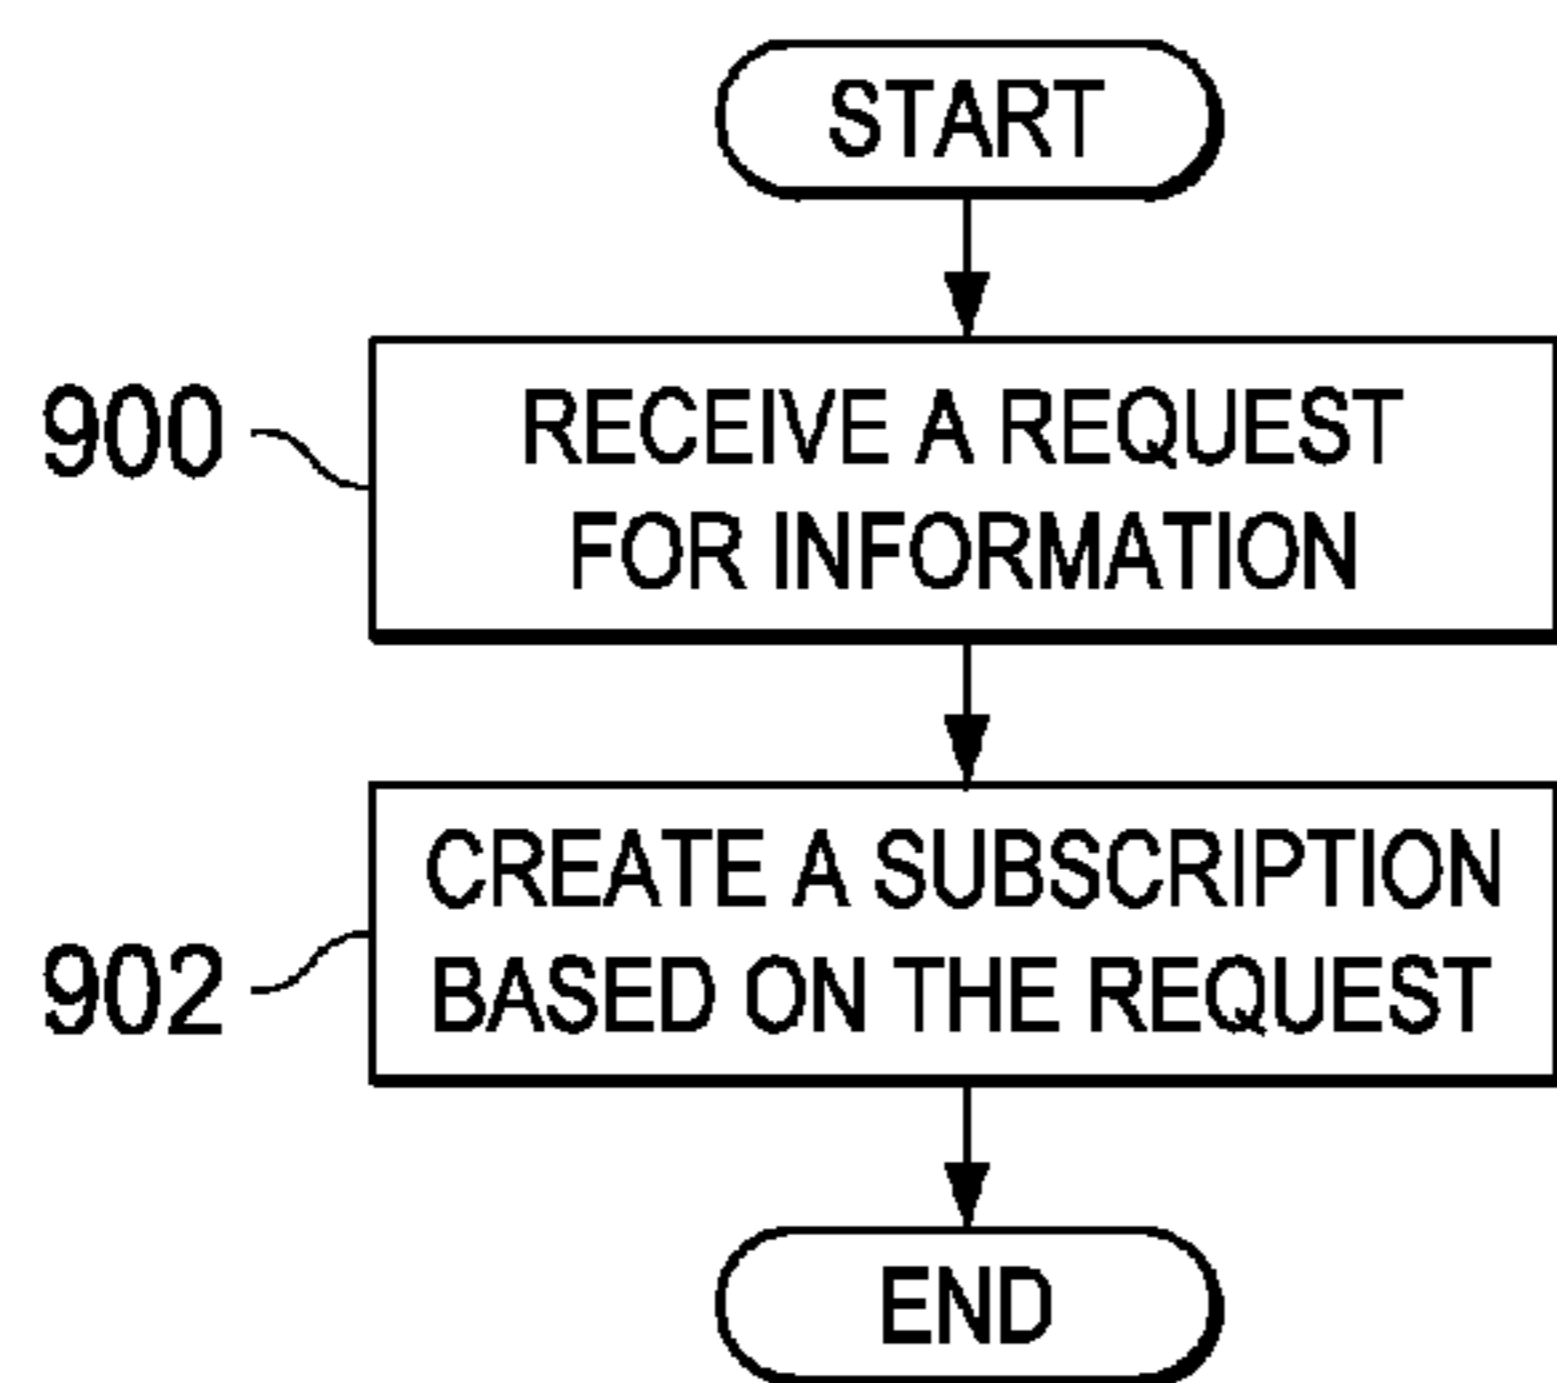 START
900
RECEIVE A REQUEST
FOR INFORMATION
902
CREATE A SUBSCRIPTION
BASED ON THE REQUEST
END